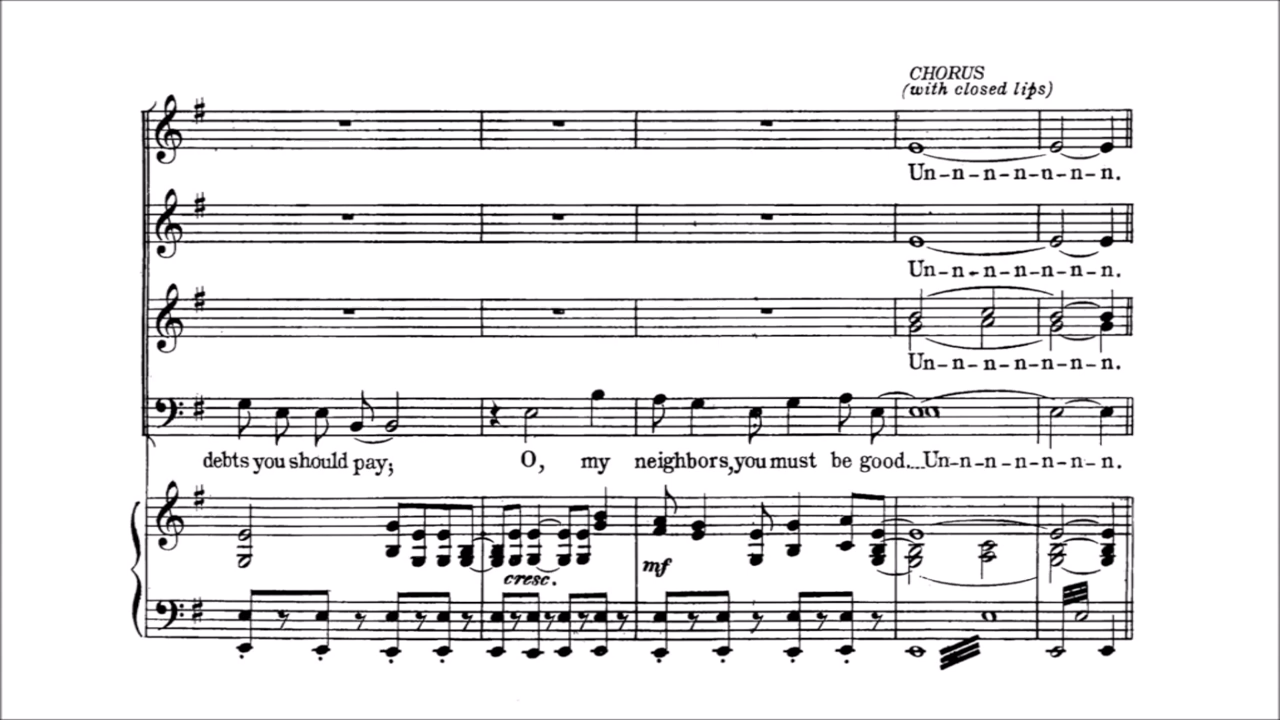 CHORUS
(with closed lips)
Un-n-n-n-n-n-n.
Un-n-n-n-n-n-n.
Un-n-n-n-n-n-n.
debts you should pay; O, my neighbors, you must be good....Un-n-n-n-n-n-n.
cresc.
mf